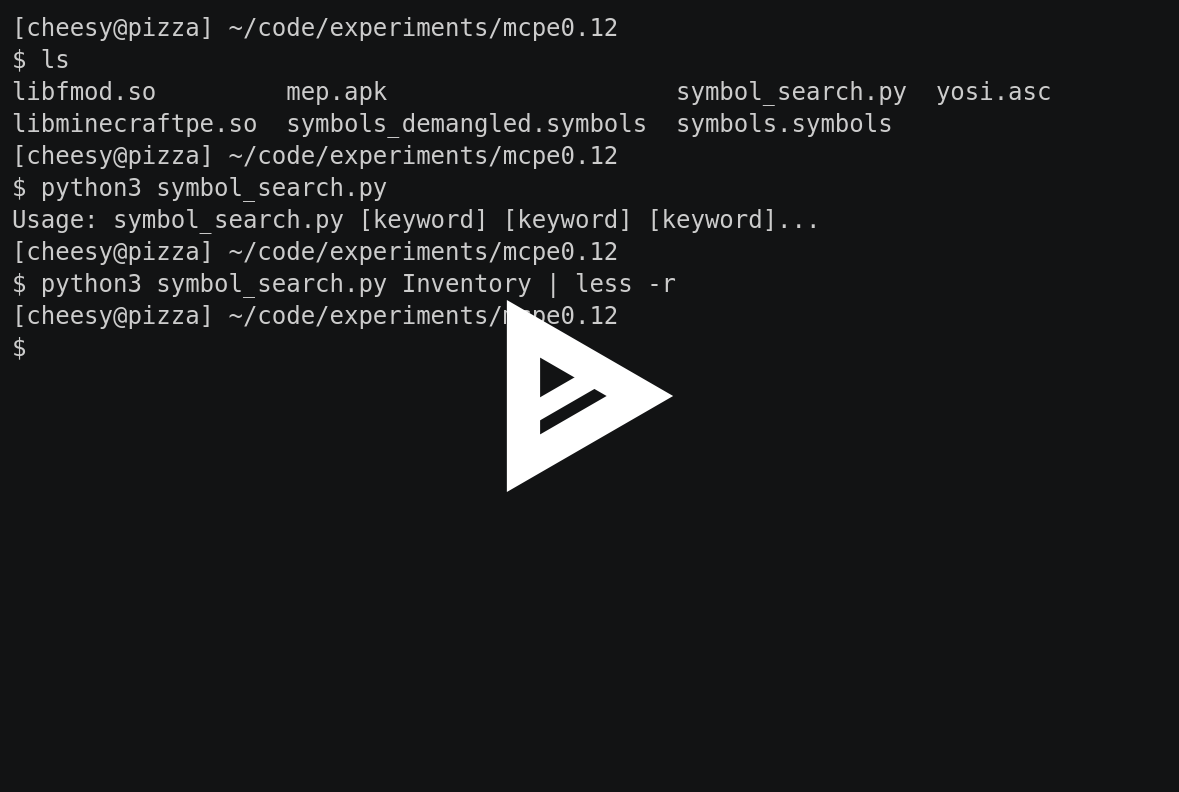 [cheesy@pizza] ~/code/experiments/mcpe0.12
$ ls
libfmod.so         mep.apk                    symbol_search.py  yosi.asc
libminecraftpe.so  symbols_demangled.symbols  symbols.symbols
[cheesy@pizza] ~/code/experiments/mcpe0.12
$ python3 symbol_search.py
Usage: symbol_search.py [keyword] [keyword] [keyword]...
[cheesy@pizza] ~/code/experiments/mcpe0.12
$ python3 symbol_search.py Inventory | less -r
[cheesy@pizza] ~/code/experiments/mcpe0.12
$